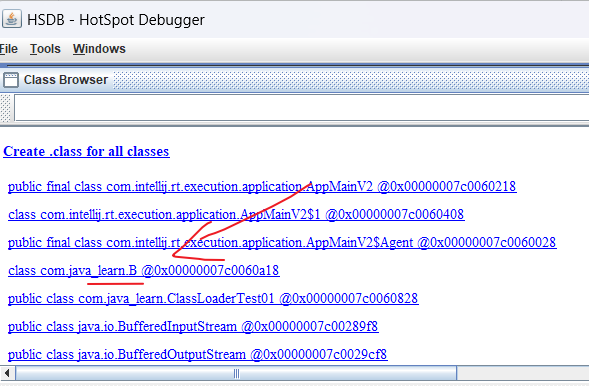 HSDB - HotSpot Debugger
File Tools Windows
Class Browser
Create .class for all classes
public final class com.intellij.rt.execution.application.AppMainV2 @0x00000007c0060218
class com.intellij.rt.execution.application.AppMainV2$1 @0x00000007c0060408
public final class com.intellij.rt.execution.application.AppMainV2$Agent @0x00000007c0060028
class com.java_learn.B @0x00000007c0060a18
public class com.java_learn.ClassLoaderTest01 @0x00000007c0060828
public class java.io.BufferedInputStream @0x00000007c00289f8
public class java.io.BufferedOutputStream @0x00000007c0029cf8